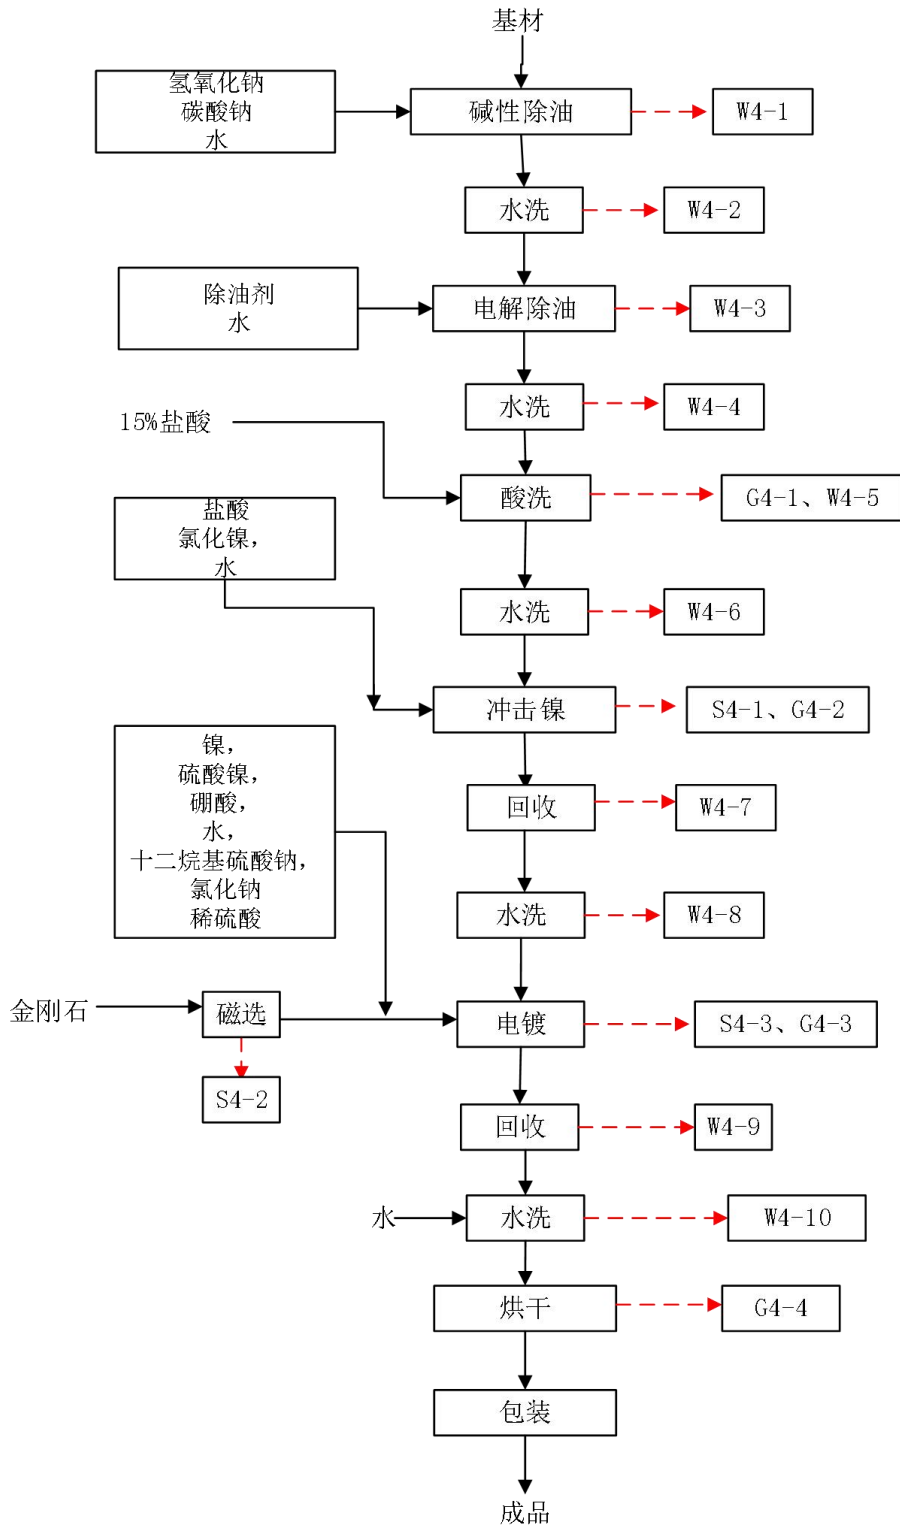 基材
氢氧化钠
碳酸钠
水
碱性除油
W4-1
水洗
W4-2
除油剂
水
电解除油
W4-3
水洗
W4-4
15%盐酸
酸洗
G4-1、W4-5
盐酸
氯化镍，
水
水洗
W4-6
冲击镍
S4-1、G4-2
镍，
硫酸镍，
硼酸，
水，
十二烷基硫酸钠，
氯化钠
稀硫酸
回收
W4-7
水洗
W4-8
金刚石
磁选
电镀
S4-3、G4-3
S4-2
回收
W4-9
水
水洗
W4-10
烘干
G4-4
包装
成品